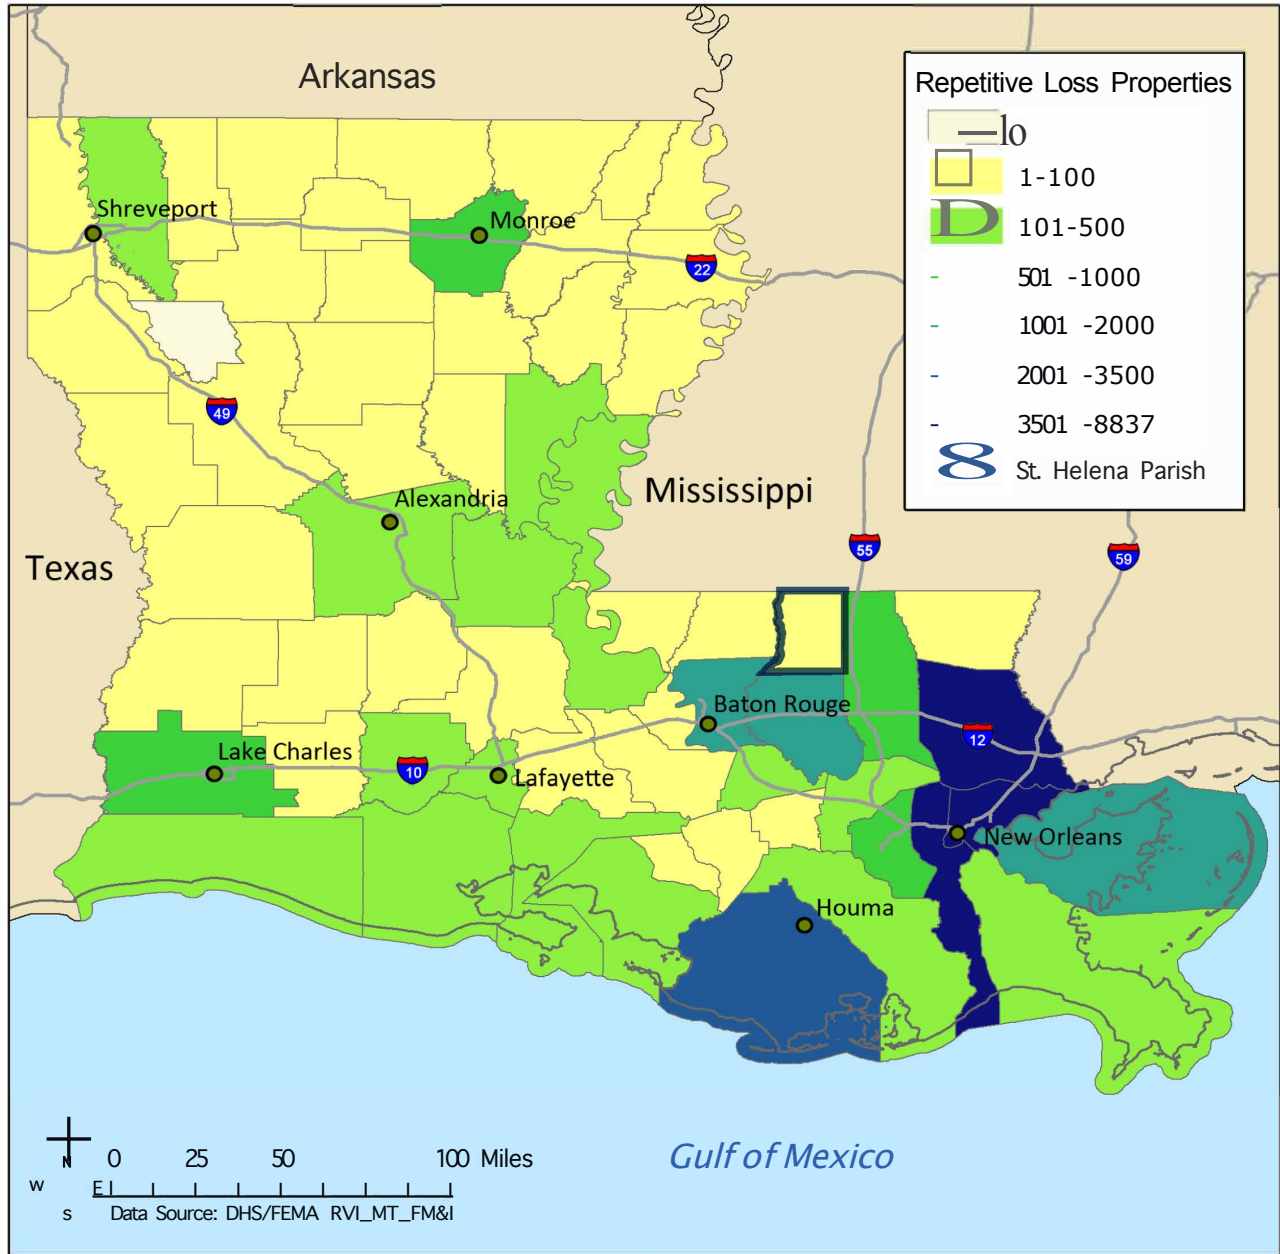 Arkansas
Repetitive Loss Properties
lo
1-100
D
101-500
501 -1000
1001 -2000
2001 -3500
3501 -8837
8
St. Helena Parish
Shreveport
Monroe
22
49
Alexandria
Mississippi
Texas
55
59
Baton Rouge
12
Lake Charles
10
Lafayette
New Orleans
Houma
Gulf of Mexico
N
0 25 50 100 Miles
W E
S
Data Source: DHS/FEMA RVI_MT_FM&I